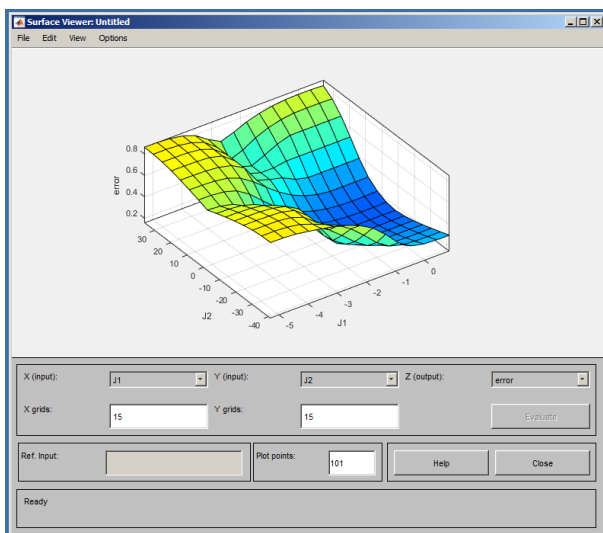 Surface Viewer: Untitled
File Edit View Options
0.8
0.6
0.4
0.2
error
30
20
10
0
-10
-20
-30
-40
J2
-5
-4
-3
-2
-1
0
J1
X (input): J1 Y (input): J2 Z (output): error
X grids: 15 Y grids: 15 Evaluate
Ref. Input: Plot points: 101 Help Close
Ready